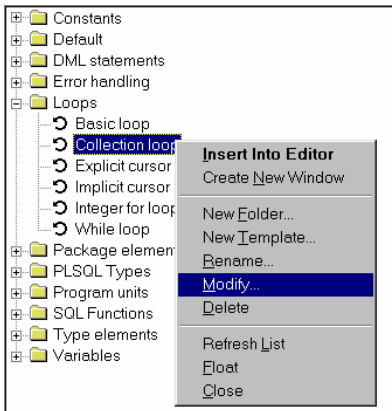 Constants
Default
DML statements
Error handling
Loops
Basic loop
Collection loop
Explicit cursor
Implicit cursor
Integer for loop
While loop
Package elemen
PLSQL Types
Program units
SQL Functions
Type elements
Variables
Insert Into Editor
Create New Window
New Folder...
New Template...
Rename...
Modify...
Delete
Refresh List
Float
Close